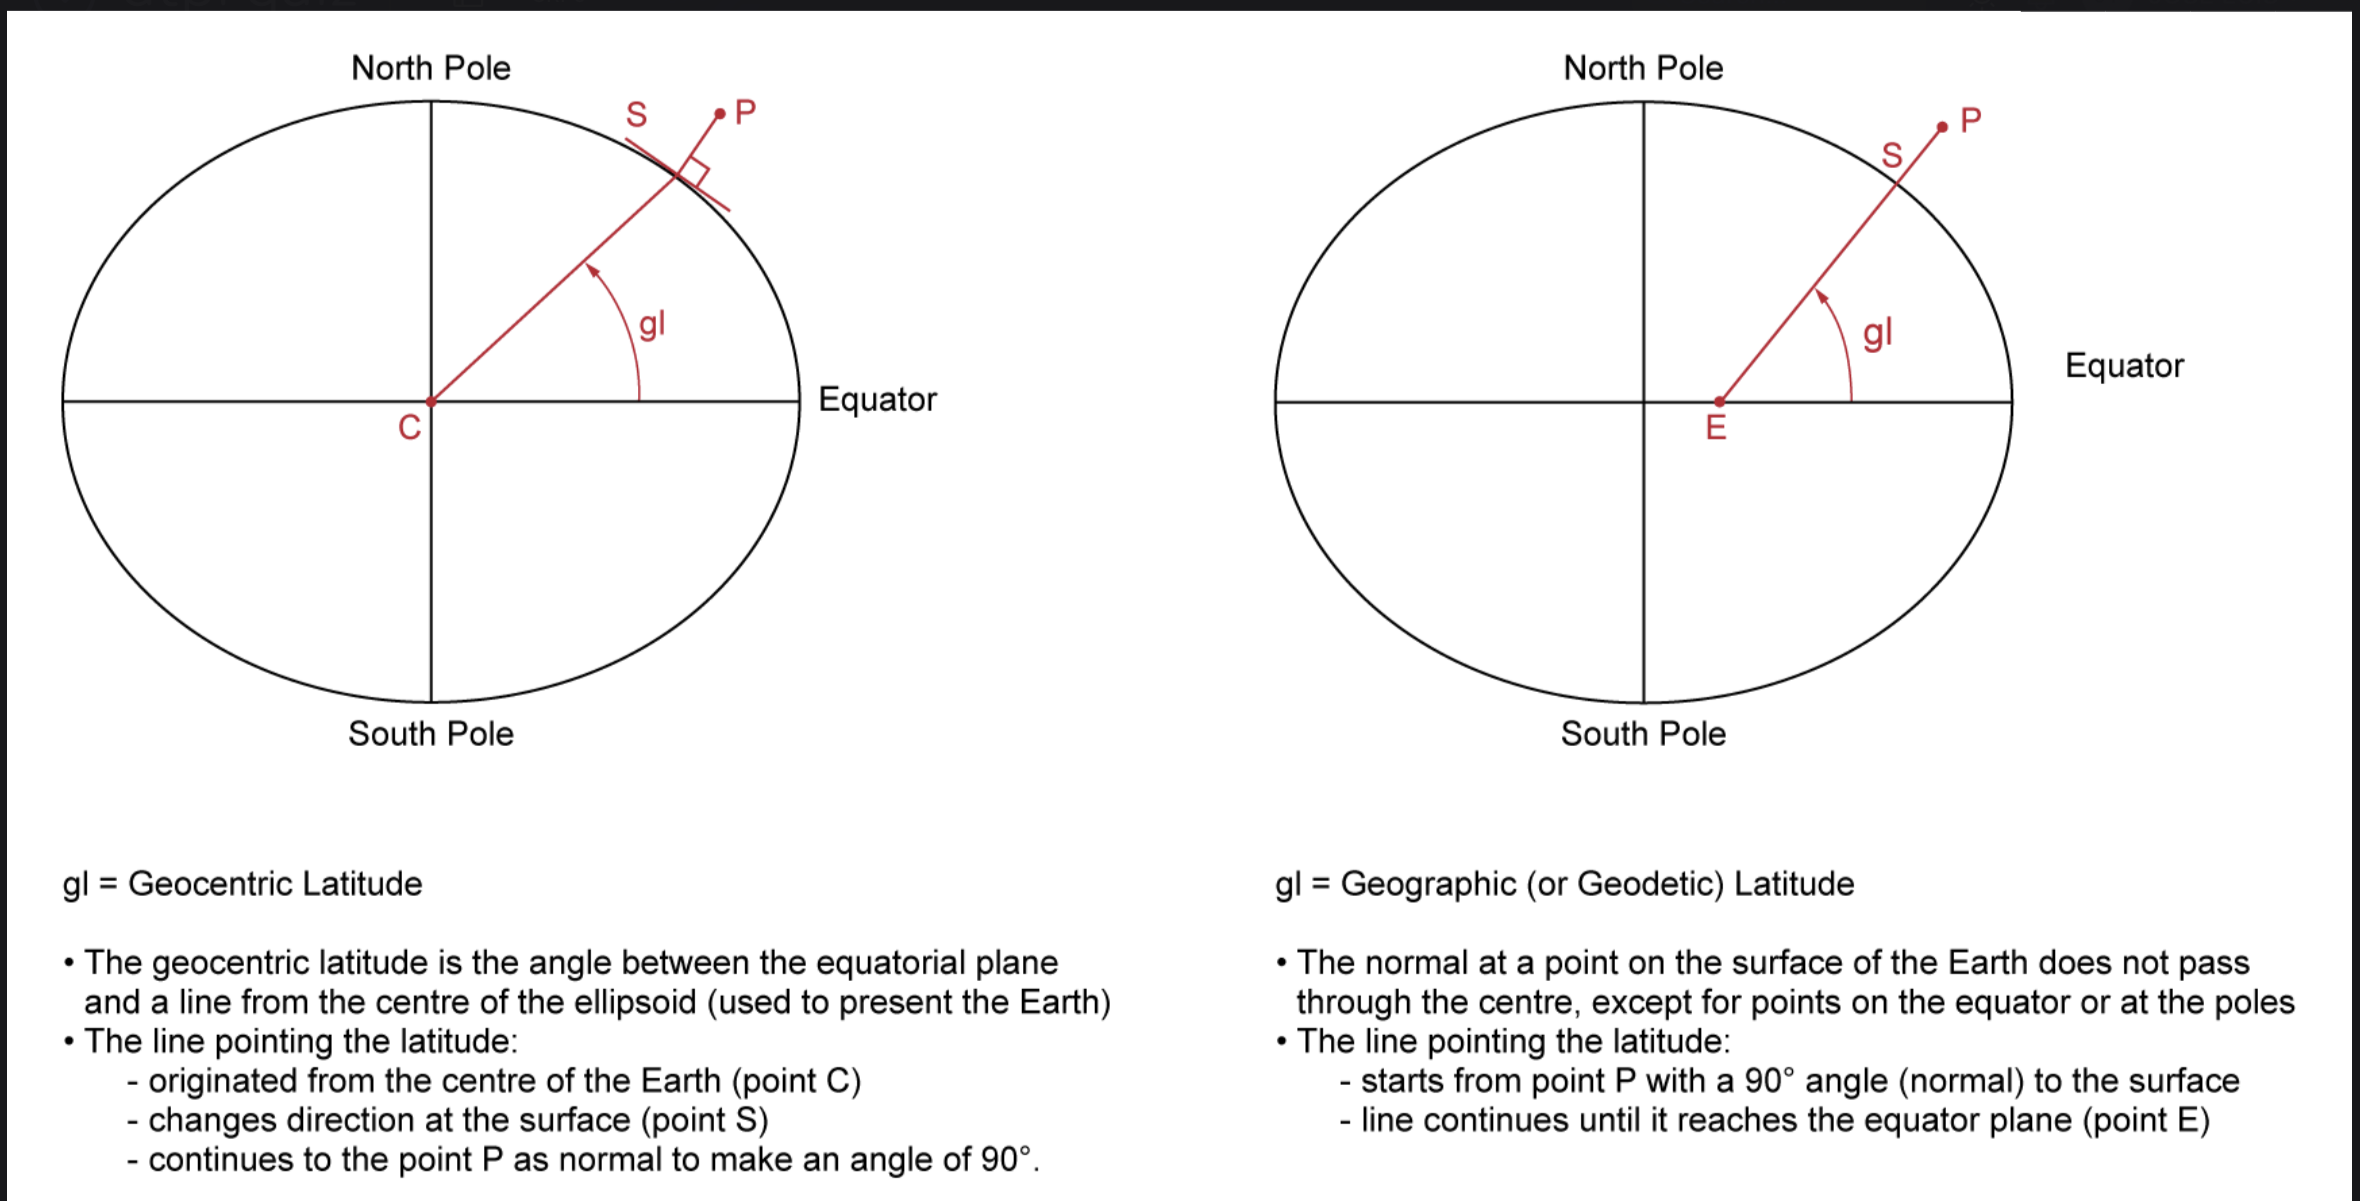 North Pole
S
P
gl
C
Equator
South Pole
North Pole
P
S
gl
Equator
E
South Pole
gl = Geocentric Latitude
• The geocentric latitude is the angle between the equatorial plane
and a line from the centre of the ellipsoid (used to present the Earth)
• The line pointing the latitude:
- originated from the centre of the Earth (point C)
- changes direction at the surface (point S)
- continues to the point P as normal to make an angle of 90°.
gl = Geographic (or Geodetic) Latitude
• The normal at a point on the surface of the Earth does not pass
through the centre, except for points on the equator or at the poles
• The line pointing the latitude:
- starts from point P with a 90° angle (normal) to the surface
- line continues until it reaches the equator plane (point E)